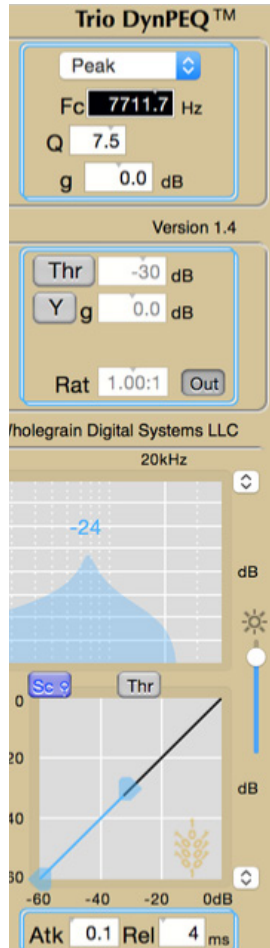 Trio DynPEQ™
Peak
Fc 7711.7 Hz
Q 7.5
g 0.0 dB
Version 1.4
Thr -30 dB
Y g 0.0 dB
Rat 1.00:1 Out
holegrain Digital Systems LLC
20kHz
-24
dB
Sc Thr
0
20
dB
40
60
-60 -40 -20 0dB
Atk 0.1 Rel 4 ms